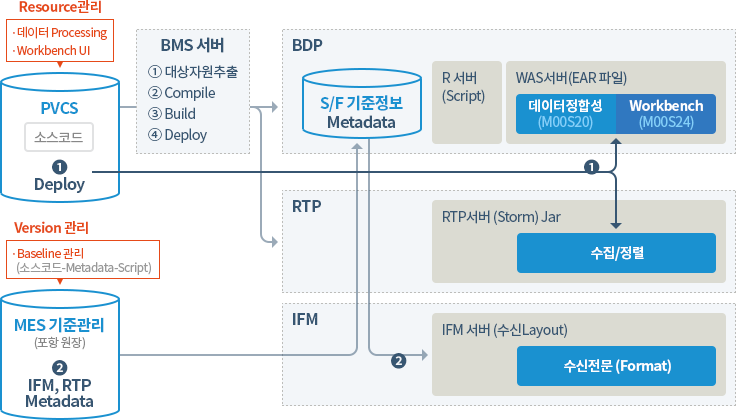 Resource관리
· 데이터 Processing
· Workbench UI
PVCS
소스코드
1
Deploy
Version 관리
· Baseline 관리
(소스코드-Metadata-Script)
MES 기준관리
(포항 원장)
2
IFM, RTP
Metadata
BMS 서버
① 대상자원추출
② Compile
③ Build
④ Deploy
BDP
S/F 기준정보
Metadata
R 서버
(Script)
WAS서버(EAR 파일)
데이터정합성
(M00S20)
Workbench
(M00S24)
1
RTP
RTP서버 (Storm) Jar
수집/정렬
IFM
2
IFM 서버 (수신Layout)
수신전문 (Format)